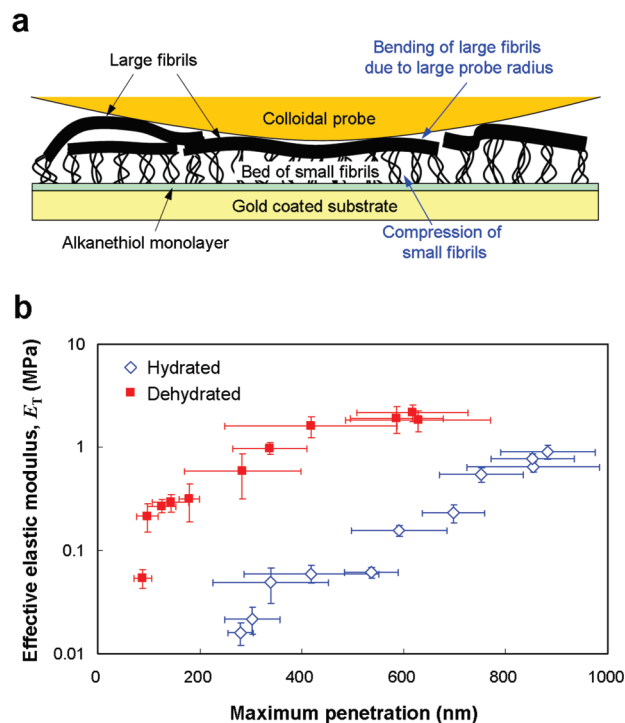 a
Large fibrils
Bending of large fibrils
due to large probe radius
Colloidal probe
Bed of small fibrils
Gold coated substrate
Alkanethiol monolayer
Compression of
small fibrils
b
Effective elastic modulus, E_T (MPa)
10
1
0.1
0.01
Hydrated
Dehydrated
0
200
400
600
800
1000
Maximum penetration (nm)